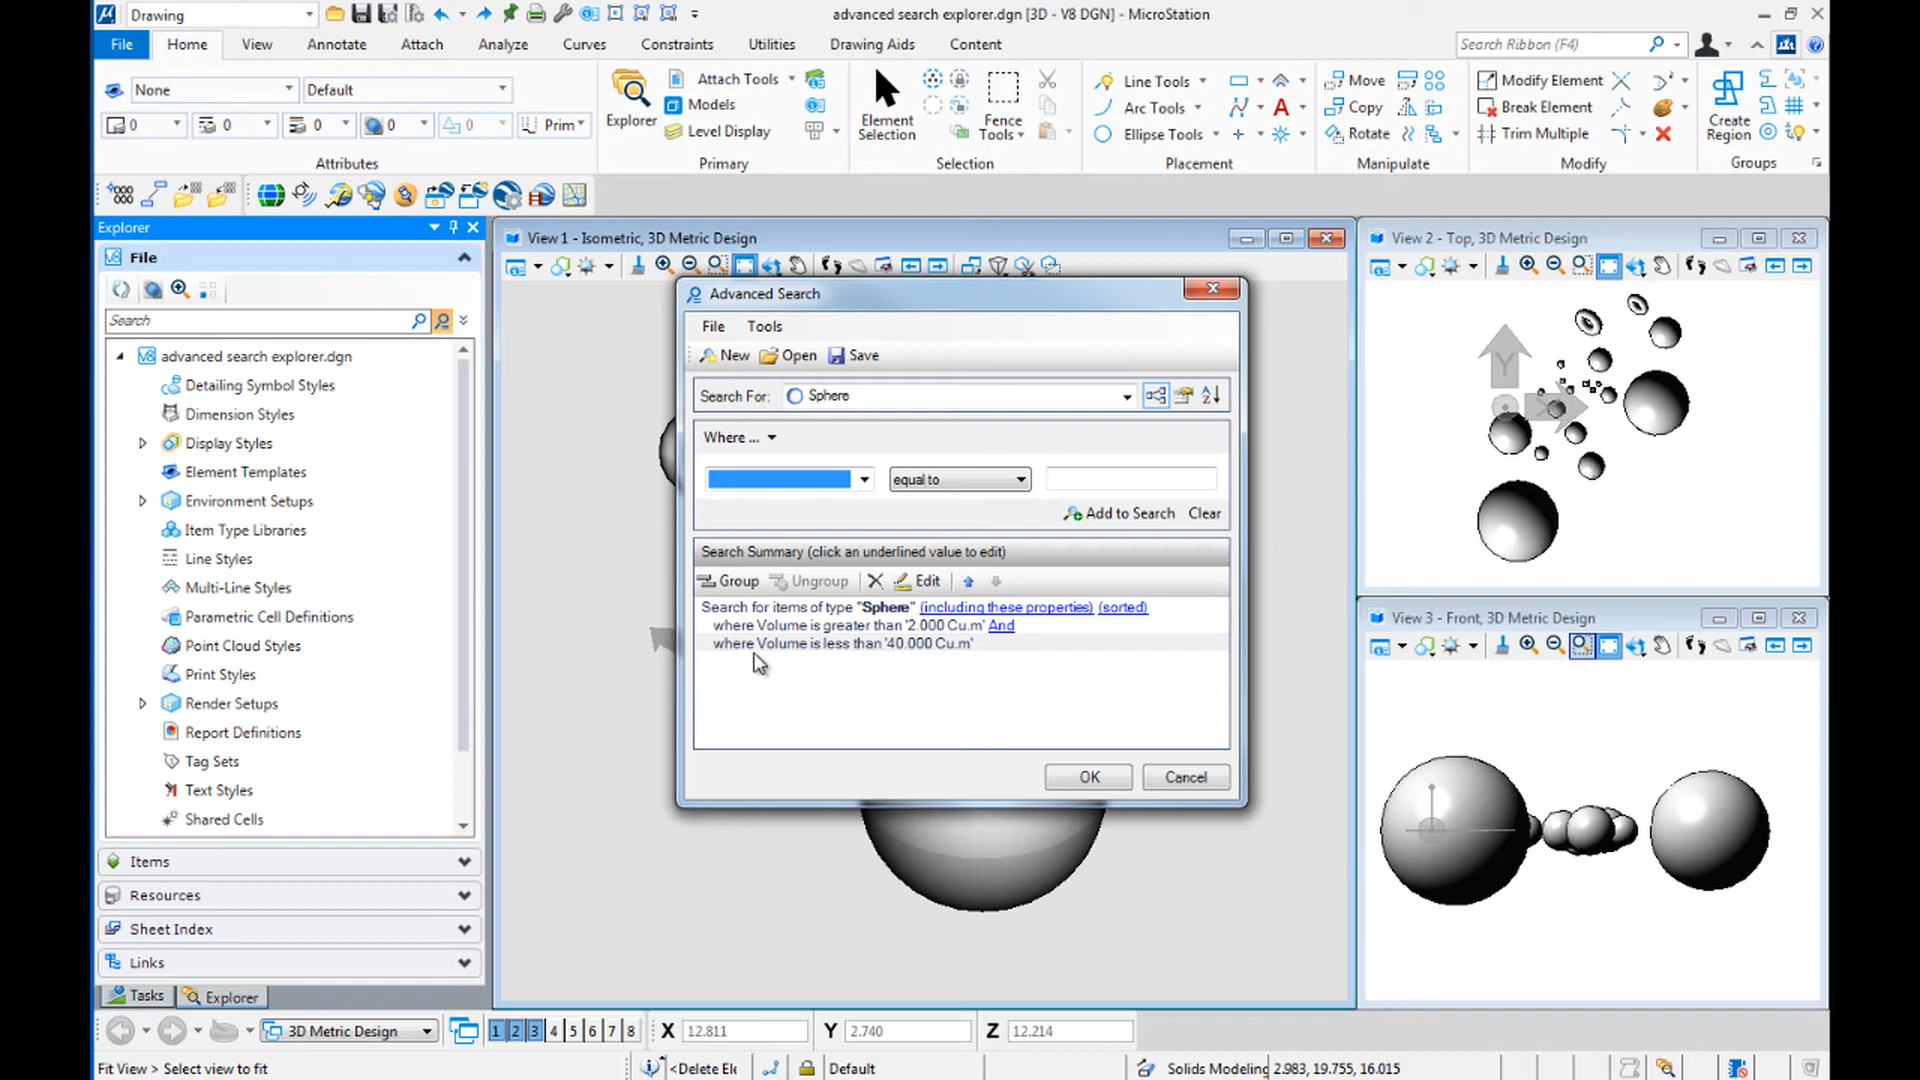 Drawing
advanced search explorer.dgn [3D - V8 DGN] - MicroStation
File Home View Annotate Attach Analyze Curves Constraints Utilities Drawing Aids Content
Search Ribbon (F4)
None Default
0 0 0 0 0 Prim
Attributes
Explorer
Attach Tools
Models
Level Display
Primary
Element Selection
Fence Tools
Selection
Line Tools
Arc Tools
Ellipse Tools
Placement
Move
Copy
Rotate
Manipulate
Modify Element
Break Element
Trim Multiple
Modify
Create Region
Groups
Explorer
File
Search
advanced search explorer.dgn
Detailing Symbol Styles
Dimension Styles
Display Styles
Element Templates
Environment Setups
Item Type Libraries
Line Styles
Multi-Line Styles
Parametric Cell Definitions
Point Cloud Styles
Print Styles
Render Setups
Report Definitions
Tag Sets
Text Styles
Shared Cells
Items
Resources
Sheet Index
Links
Tasks Explorer
View 1 - Isometric, 3D Metric Design
Advanced Search
File Tools
New Open Save
Search For: Sphere
Where ...
equal to
Add to Search Clear
Search Summary (click an underlined value to edit)
Group Ungroup Edit
Search for items of type "Sphere" (including these properties) (sorted)
where Volume is greater than '2.000 Cu.m' And
where Volume is less than '40.000 Cu.m'
OK Cancel
View 2 - Top, 3D Metric Design
Y
View 3 - Front, 3D Metric Design
3D Metric Design 1 2 3 4 5 6 7 8 X 12.811 Y 2.740 Z 12.214
Fit View > Select view to fit
<Delete Ele
Default
Solids Modeling
2.983, 19.755, 16.015